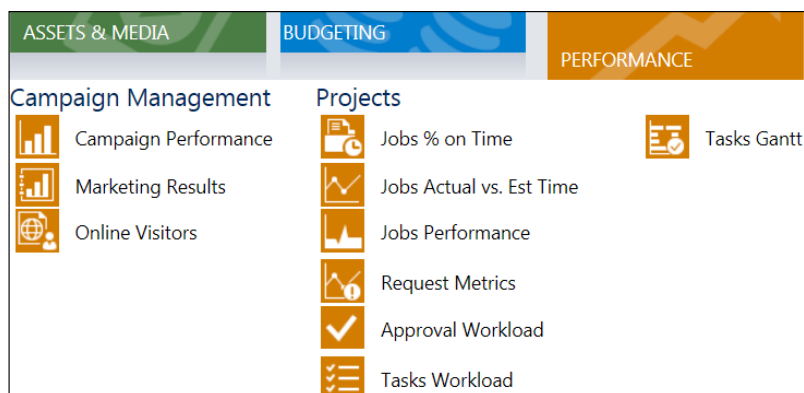 ASSETS & MEDIA
BUDGETING
PERFORMANCE
Campaign Management
Campaign Performance
Marketing Results
Online Visitors
Projects
Jobs % on Time
Jobs Actual vs. Est Time
Jobs Performance
Request Metrics
Approval Workload
Tasks Workload
Tasks Gantt